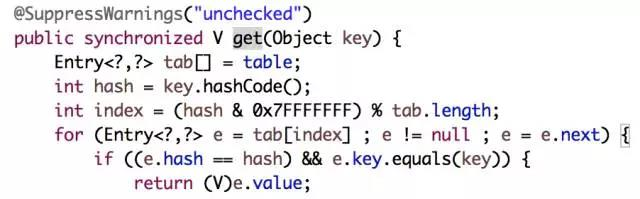 @SuppressWarnings("unchecked")
public synchronized V get(Object key) {
Entry<?,?> tab[] = table;
int hash = key.hashCode();
int index = (hash & 0x7FFFFFFF) % tab.length;
for (Entry<?,?> e = tab[index] ; e != null ; e = e.next) {
if ((e.hash == hash) && e.key.equals(key)) {
return (V)e.value;